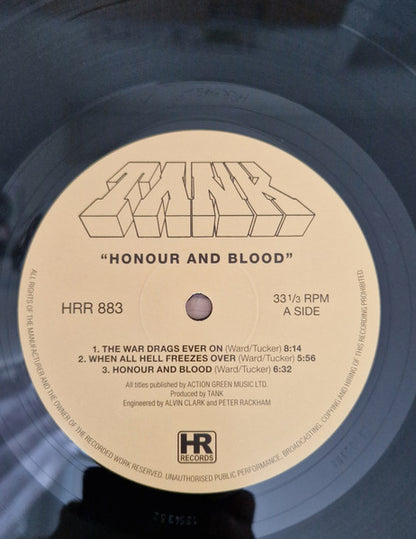 TANK
"HONOUR AND BLOOD"
HRR 883
33 1/3 RPM
A SIDE
1. THE WAR DRAGS EVER ON (Ward/Tucker) 8:14
2. WHEN ALL HELL FREEZES OVER (Ward/Tucker) 5:56
3. HONOUR AND BLOOD (Ward/Tucker) 6:32
All titles published by ACTION GREEN MUSIC LTD.
Produced by TANK
Engineered by ALVIN CLARK and PETER RACKHAM
HR
RECORDS
ALL RIGHTS OF THE MANUFACTURER AND THE OWNER OF THE RECORDED WORK RESERVED. UNAUTHORISED PUBLIC PERFORMANCE, BROADCASTING, COPYING AND HIRING OF THIS RECORDING PROHIBITED.